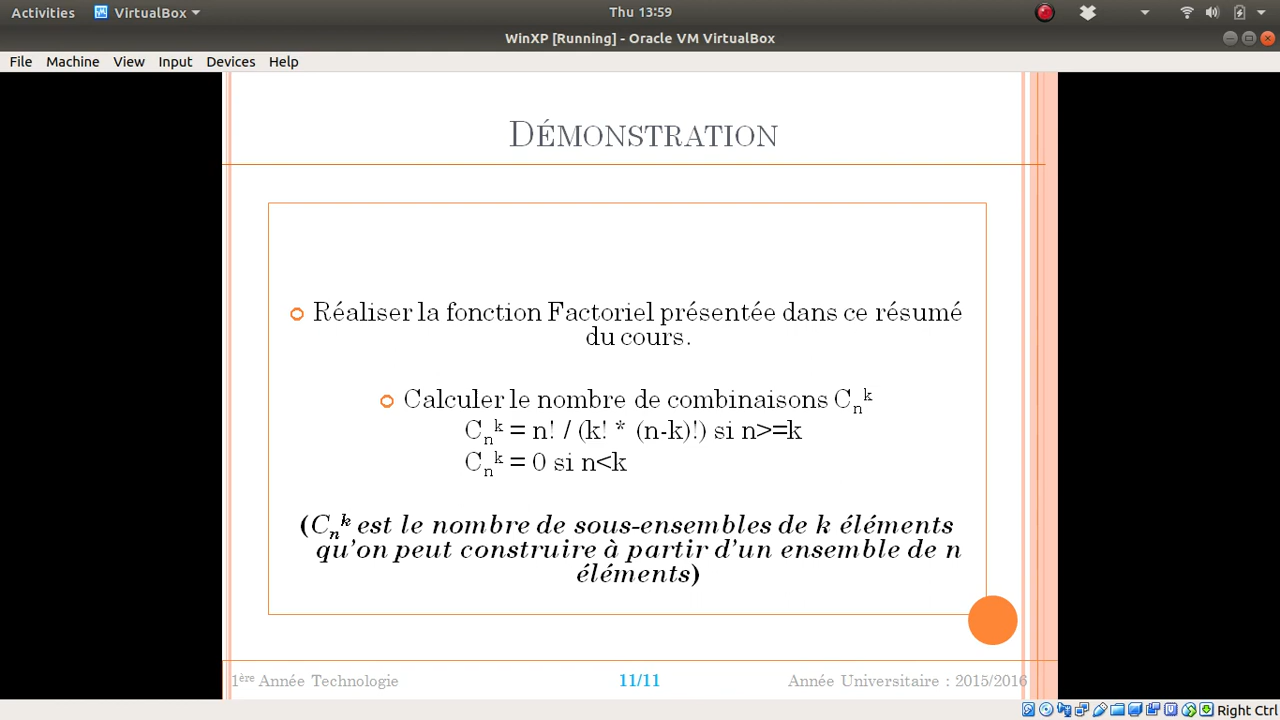 Activities VirtualBox Thu 13:59
WinXP [Running] - Oracle VM VirtualBox
File Machine View Input Devices Help
DÉMONSTRATION
Réaliser la fonction Factoriel présentée dans ce résumé
du cours.
Calculer le nombre de combinaisons Cₙᵏ
Cₙᵏ = n! / (k! * (n-k)!) si n>=k
Cₙᵏ = 0 si n<k
(Cₙᵏ est le nombre de sous-ensembles de k éléments
qu'on peut construire à partir d'un ensemble de n
éléments)
1ère Année Technologie 11/11 Année Universitaire : 2015/2016
Right Ctrl